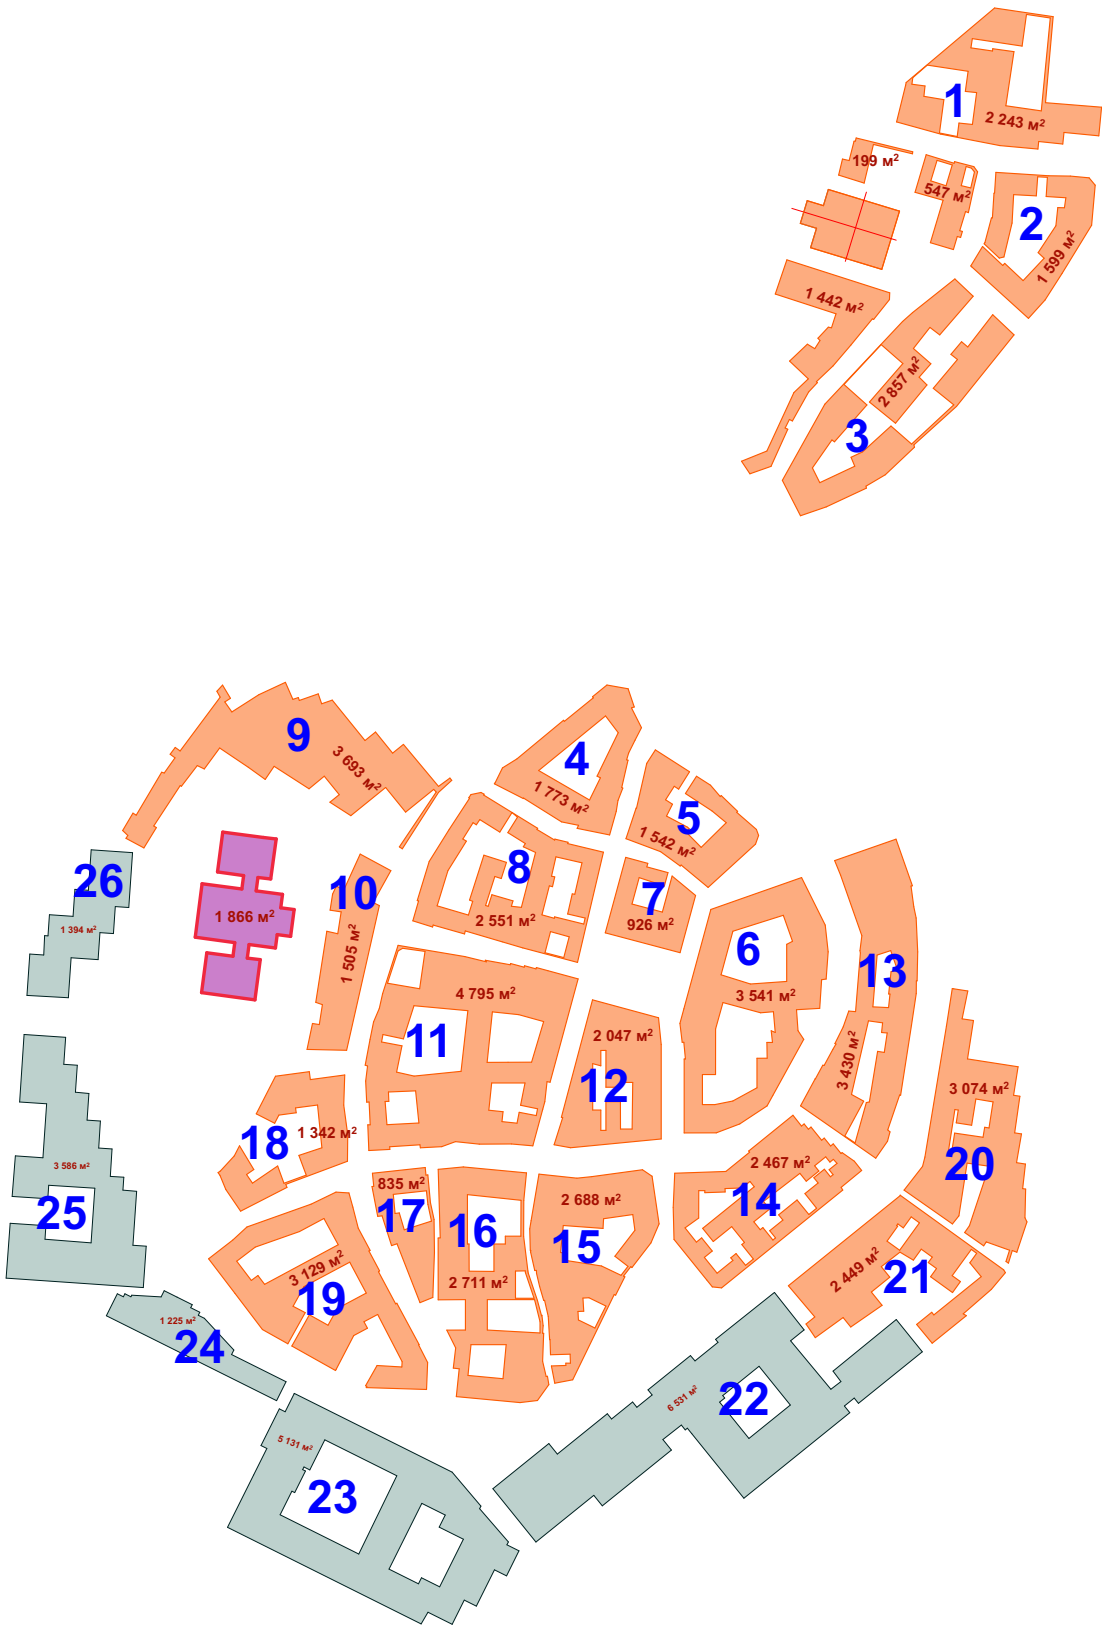 1
2 243 м²
199 м²
547 м²
2
1 599 м²
1 442 м²
2 857 м²
3
9
3 693 м²
4
1 773 м²
5
1 542 м²
8
2 551 м²
7
926 м²
26
1 394 м²
1 866 м²
10
1 505 м²
6
3 541 м²
13
3 430 м²
4 795 м²
11
2 047 м²
12
3 074 м²
20
18
1 342 м²
2 467 м²
14
3 586 м²
25
835 м²
17
16
2 711 м²
2 688 м²
15
3 129 м²
19
2 449 м²
21
1 225 м²
24
6 531 м²
22
5 131 м²
23